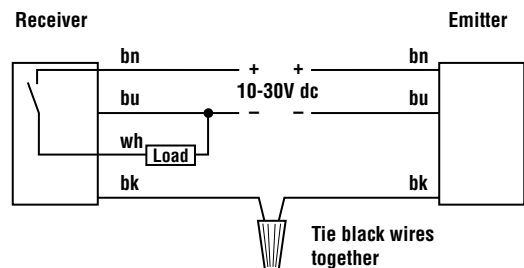 Receiver
Emitter
bn
+
+
bn
10-30V dc
bu
–
–
bu
wh
Load
bk
bk
Tie black wires
together